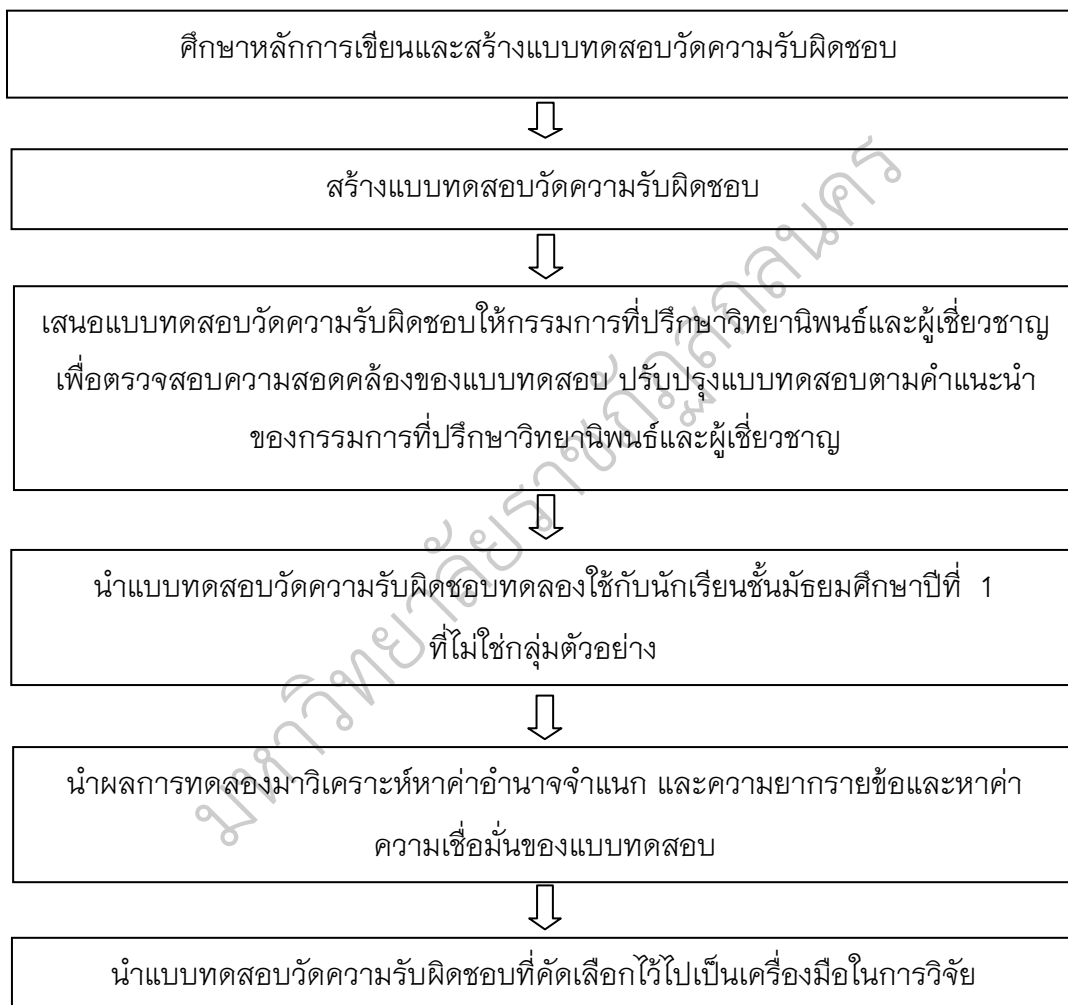 ศึกษาหลักการเขียนและสร้างแบบทดสอบวัดความรับผิดชอบ
สร้างแบบทดสอบวัดความรับผิดชอบ
เสนอแบบทดสอบวัดความรับผิดชอบให้กรรมการที่ปรึกษาวิทยานิพนธ์และผู้เชี่ยวชาญ
เพื่อตรวจสอบความสอดคล้องของแบบทดสอบ ปรับปรุงแบบทดสอบตามคำแนะนำ
ของกรรมการที่ปรึกษาวิทยานิพนธ์และผู้เชี่ยวชาญ
นำแบบทดสอบวัดความรับผิดชอบทดลองใช้กับนักเรียนชั้นมัธยมศึกษาปีที่ 1
ที่ไม่ใช่กลุ่มตัวอย่าง
นำผลการทดลองมาวิเคราะห์หาค่าอำนาจจำแนก และความยากรายข้อและหาค่า
ความเชื่อมั่นของแบบทดสอบ
นำแบบทดสอบวัดความรับผิดชอบที่คัดเลือกไว้ไปเป็นเครื่องมือในการวิจัย
มหาวิทยาลัยราชภัฏสกลนคร